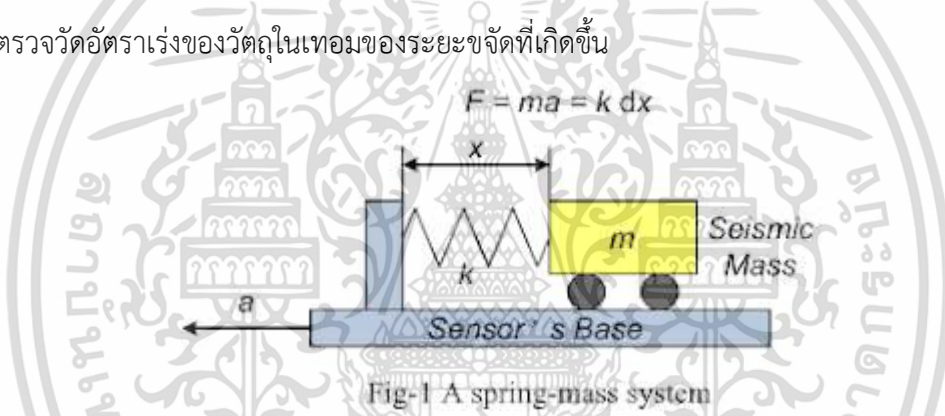 ตรวจวัดอัตราเร่งของวัตถุในเทอมของระยะขจัดที่เกิดขึ้น
F = ma = k dx
x
m
Seismic
Mass
k
a
Sensor's Base
Fig-1 A spring-mass system